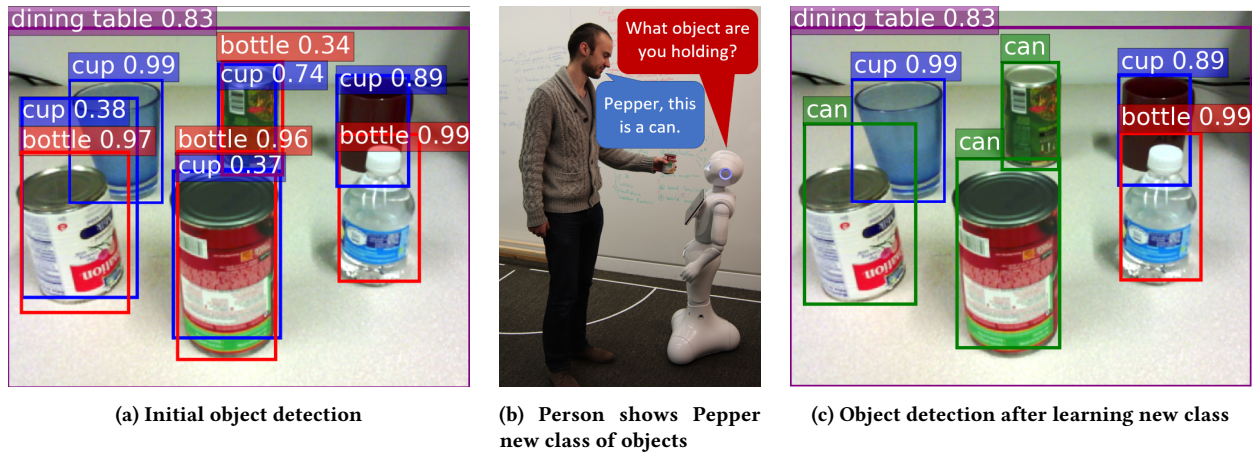 dining table 0.83
bottle 0.34
cup 0.99
cup 0.74
cup 0.89
cup 0.38
bottle 0.97
bottle 0.96
bottle 0.99
cup 0.37
What object are
you holding?
Pepper, this
is a can.
dining table 0.83
can
cup 0.99
cup 0.89
can
can
bottle 0.99
(a) Initial object detection
(b) Person shows Pepper
new class of objects
(c) Object detection after learning new class